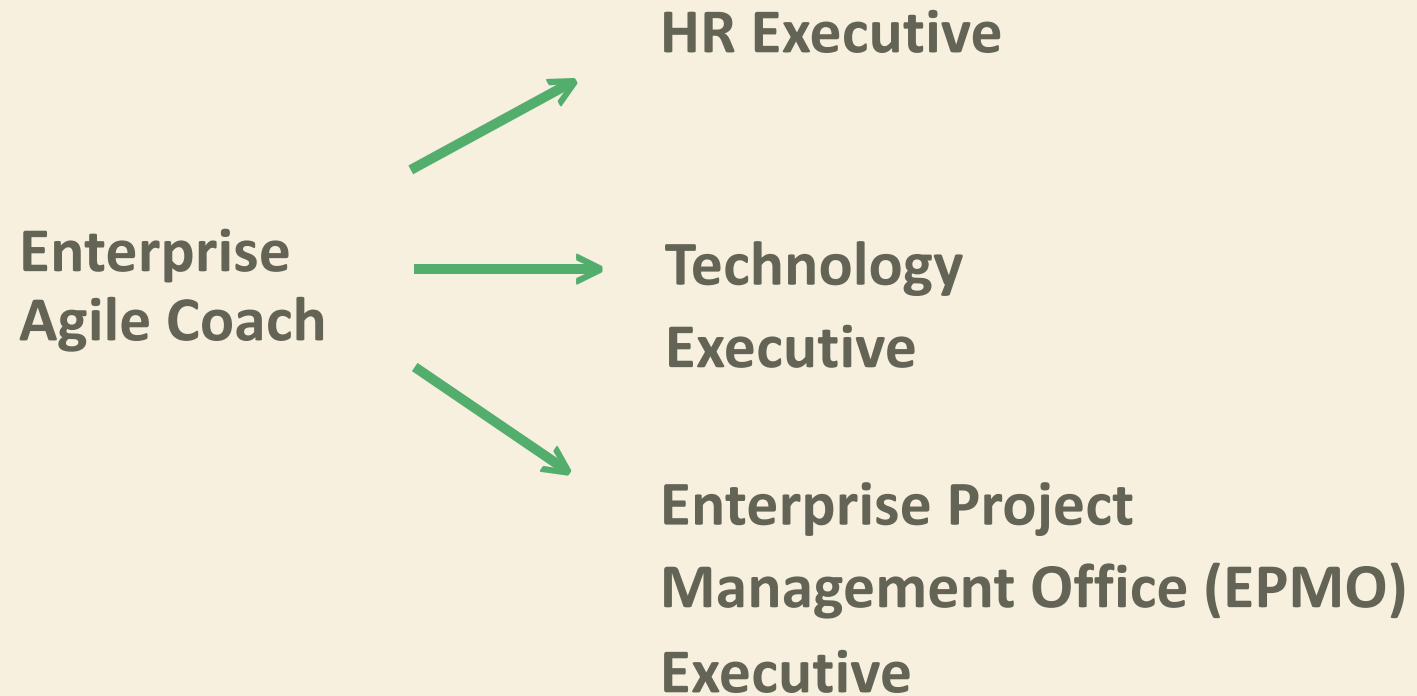 HR Executive
Enterprise
Agile Coach
Technology
Executive
Enterprise Project
Management Office (EPMO)
Executive